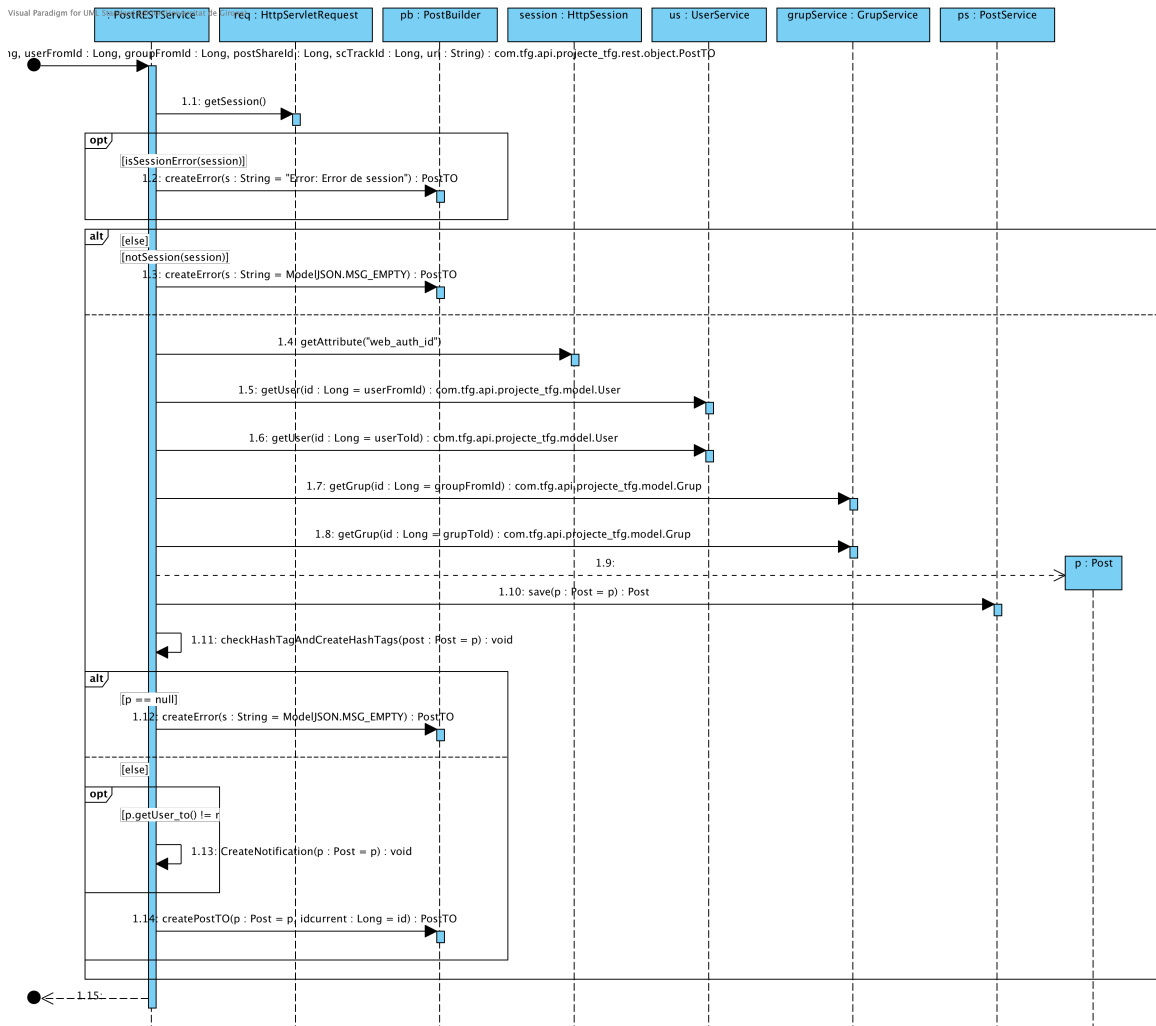 Visual Paradigm for UML
: PostRESTService
req : HttpServletRequest
pb : PostBuilder
session : HttpSession
us : UserService
grupService : GrupService
ps : PostService
userFromId : Long, groupFromId : Long, postShareId : Long, scTrackId : Long, url : String) : com.tfg.api.projecte_tfg.rest.object.PostTO
1.1: getSession()
opt
[isSessionError(session)]
1.2: createError(s : String = "Error: Error de session") : PostTO
alt
[else]
[notSession(session)]
1.3: createError(s : String = ModelJSON.MSG_EMPTY) : PostTO
1.4: getAttribute("web_auth_id")
1.5: getUser(id : Long = userFromId) : com.tfg.api.projecte_tfg.model.User
1.6: getUser(id : Long = userToId) : com.tfg.api.projecte_tfg.model.User
1.7: getGrup(id : Long = groupFromId) : com.tfg.api.projecte_tfg.model.Grup
1.8: getGrup(id : Long = grupToId) : com.tfg.api.projecte_tfg.model.Grup
1.9:
p : Post
1.10: save(p : Post = p) : Post
1.11: checkHashTagAndCreateHashTags(post : Post = p) : void
alt
[p == null]
1.12: createError(s : String = ModelJSON.MSG_EMPTY) : PostTO
[else]
opt
[p.getUser_to() !=
1.13: CreateNotification(p : Post = p) : void
1.14: createPostTO(p : Post = p, idcurrent : Long = id) : PostTO
1.15: